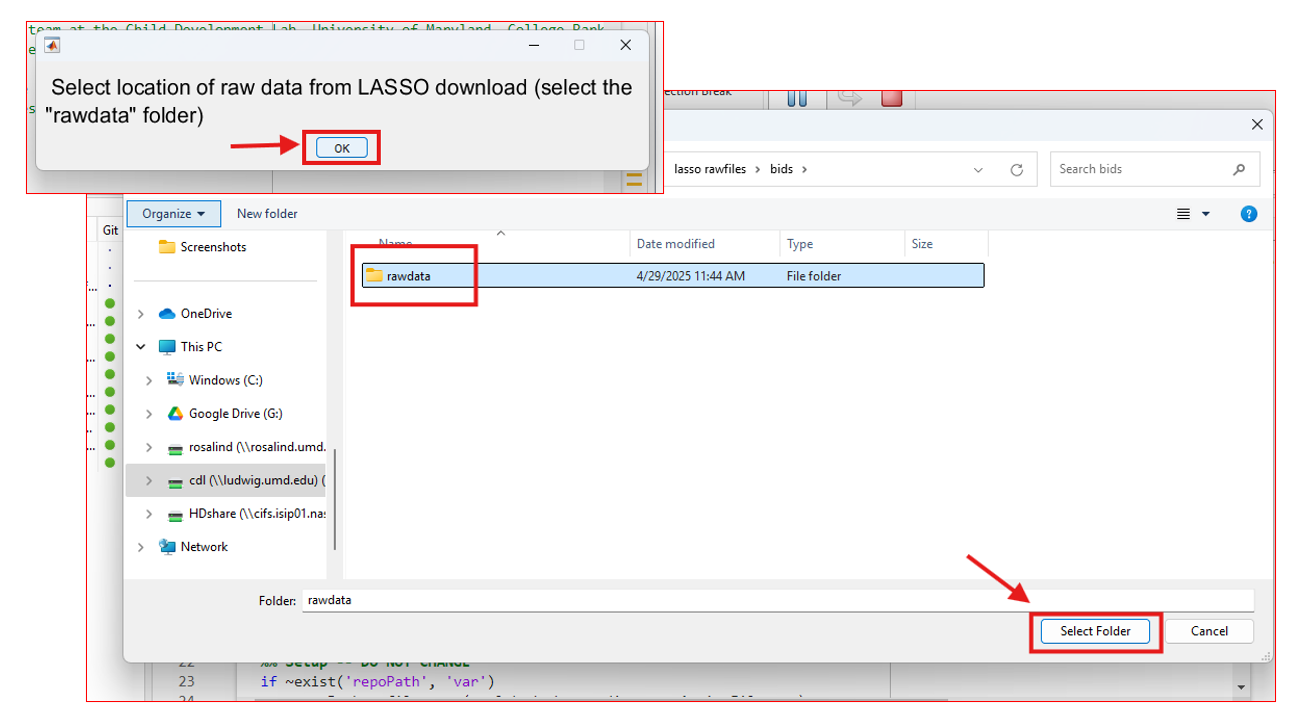 team at the Child Development Lab, University of Maryland, College Park
Select location of raw data from LASSO download (select the
"rawdata" folder)
OK
lasso rawfiles > bids >
Search bids
Organize
New folder
Git
Screenshots
OneDrive
This PC
Windows (C:)
Google Drive (G:)
rosalind (\\rosalind.umd.
cdl (\\ludwig.umd.edu) (
HDshare (\\cifs.isip01.nas
Network
Name
Date modified
Type
Size
rawdata
4/29/2025 11:44 AM
File folder
Folder:
rawdata
Select Folder
Cancel
22
%% Setup -- DO NOT CHANGE
23
if ~exist('repoPath', 'var')
24